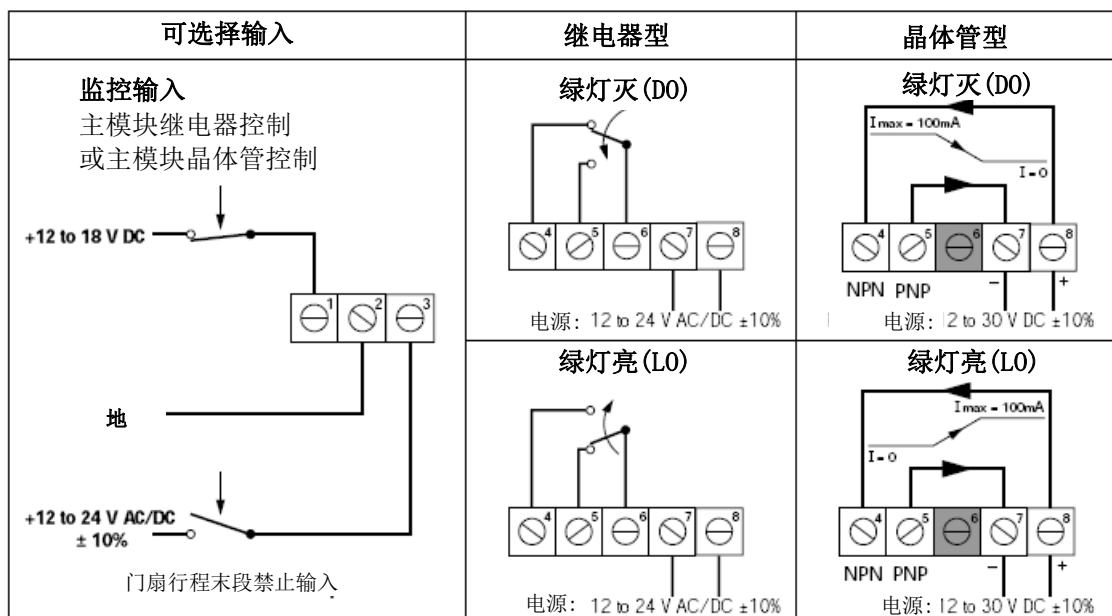 可选择输入
继电器型
晶体管型
监控输入
主模块继电器控制
或主模块晶体管控制
+12 to 18 V DC
1 2 3
地
+12 to 24 V AC/DC
± 10%
门扇行程末段禁止输入
绿灯灭(DO)
4 5 6 7 8
电源: 12 to 24 V AC/DC ±10%
绿灯灭(DO)
Imax = 100mA
I = 0
4 5 6 7 8
NPN PNP − +
电源: 12 to 30 V DC ±10%
绿灯亮(LO)
4 5 6 7 8
电源: 12 to 24 V AC/DC ±10%
绿灯亮(LO)
Imax = 100mA
I = 0
4 5 6 7 8
NPN PNP − +
电源: 12 to 30 V DC ±10%